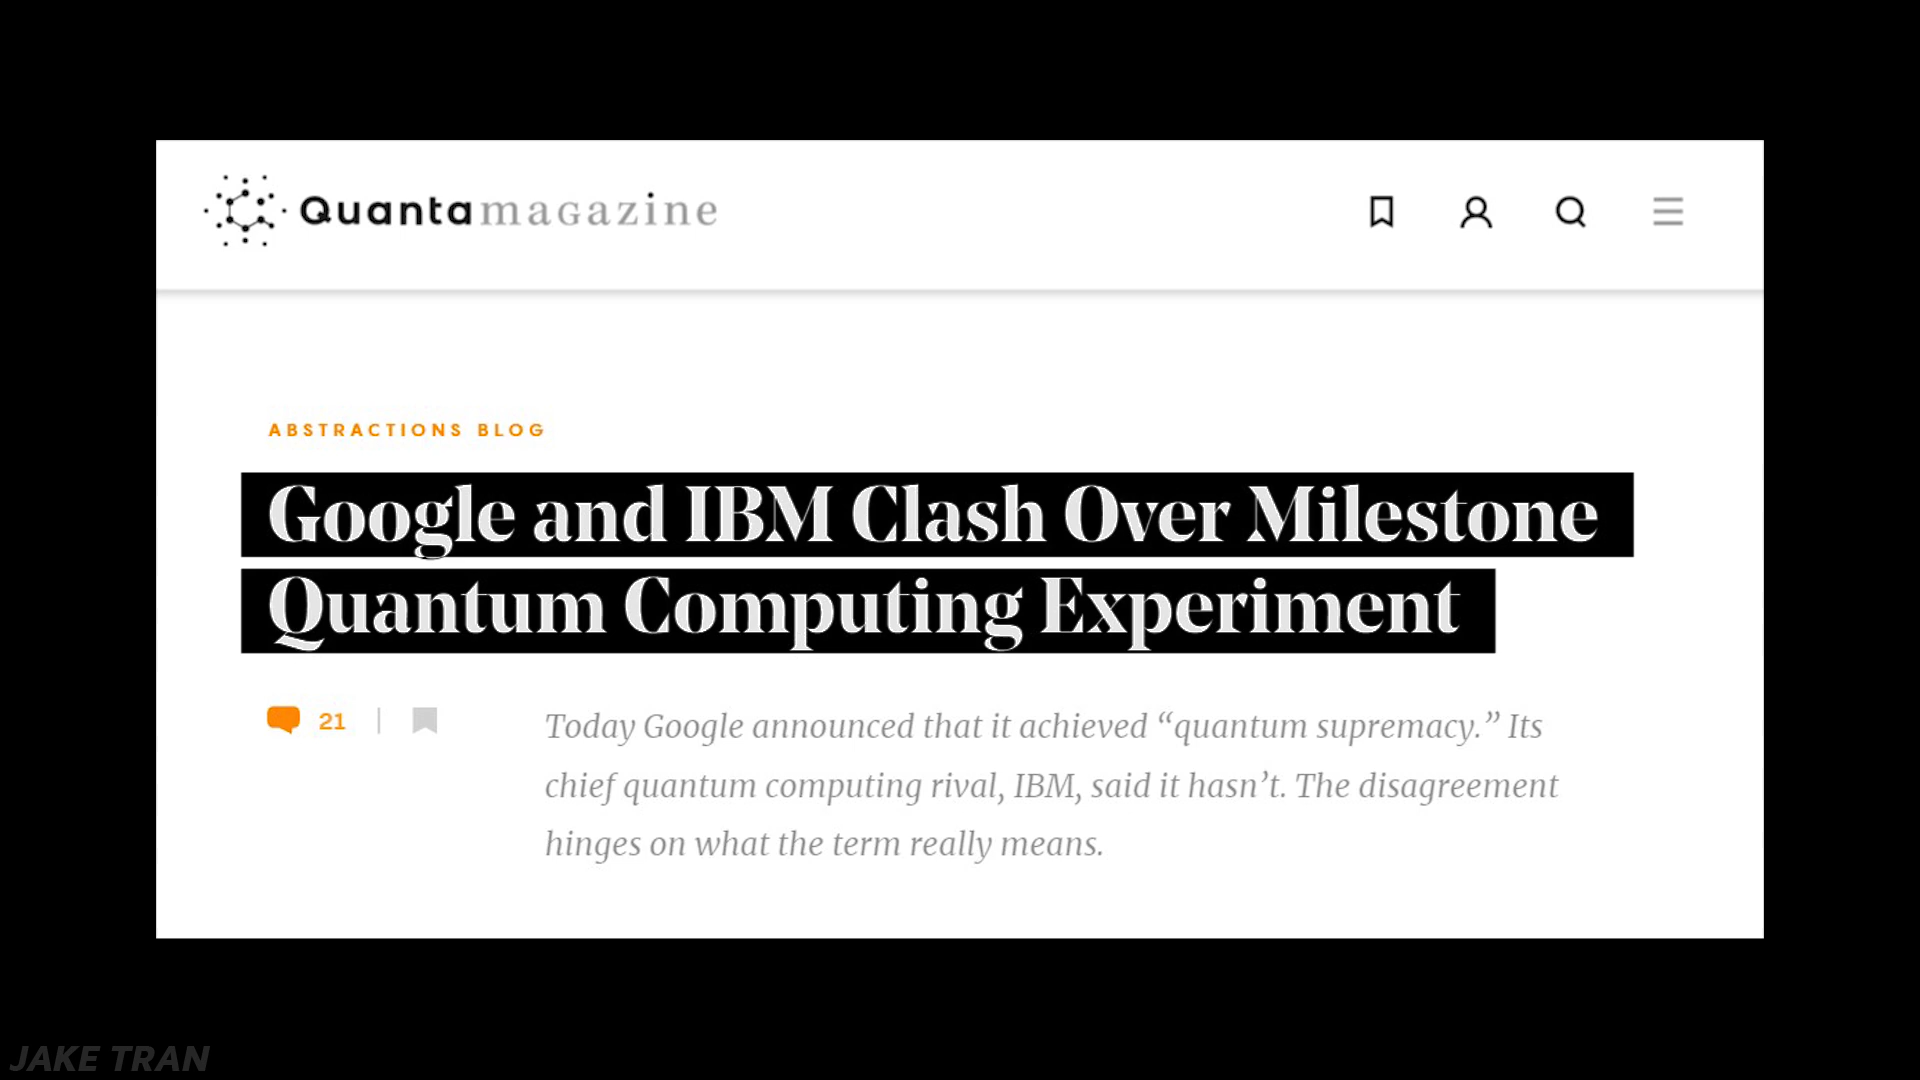 Quanta magazine
ABSTRACTIONS BLOG
Google and IBM Clash Over Milestone
Quantum Computing Experiment
21
Today Google announced that it achieved “quantum supremacy.” Its
chief quantum computing rival, IBM, said it hasn’t. The disagreement
hinges on what the term really means.
JAKE TRAN